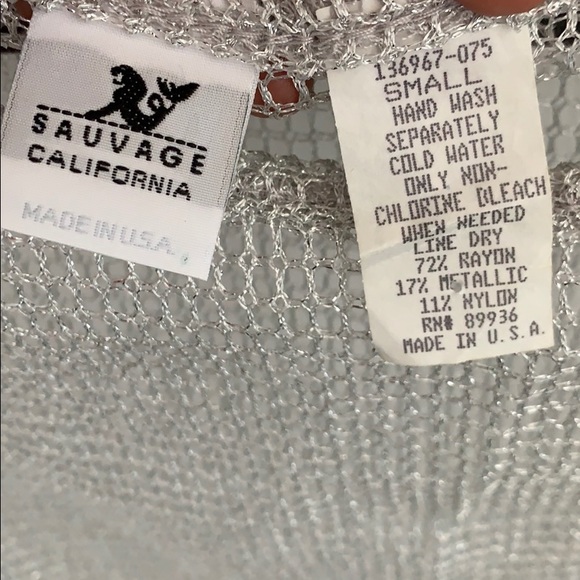 SAUVAGE
CALIFORNIA
MADE IN U.S.A.
136967-075
SMALL
HAND WASH
SEPARATELY
COLD WATER
ONLY NON-
CHLORINE BLEACH
WHEN NEEDED
LINE DRY
72% RAYON
17% METALLIC
11% NYLON
RN# 89936
MADE IN U.S.A.